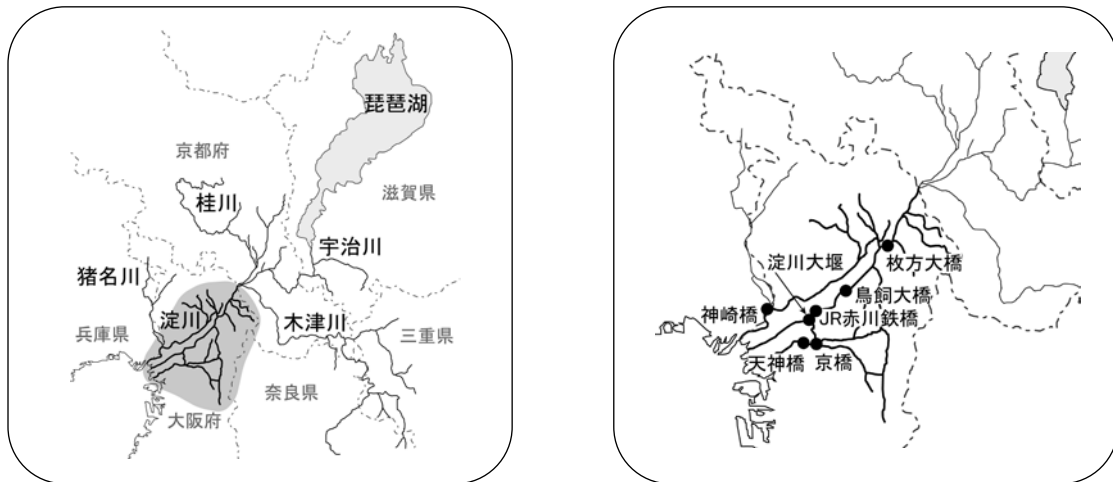 琵琶湖
京都府
滋賀県
桂川
宇治川
猪名川
淀川
木津川
兵庫県
三重県
奈良県
大阪府
淀川大堰
枚方大橋
鳥飼大橋
神崎橋
JR赤川鉄橋
天神橋
京橋